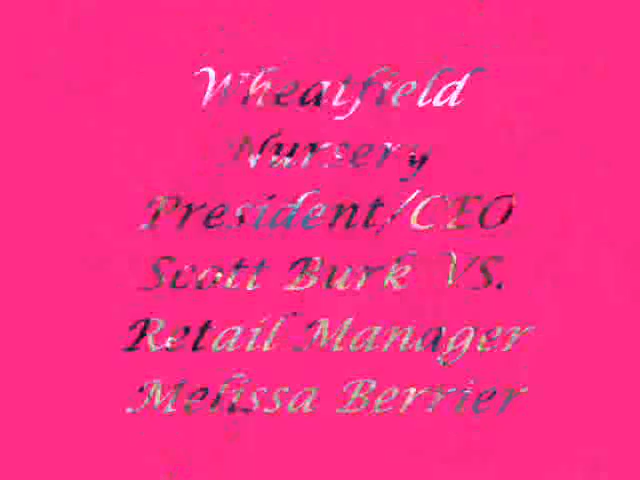 Wheatfield
Nursery
President/CEO
Scott Burk VS.
Retail Manager
Melissa Berrier